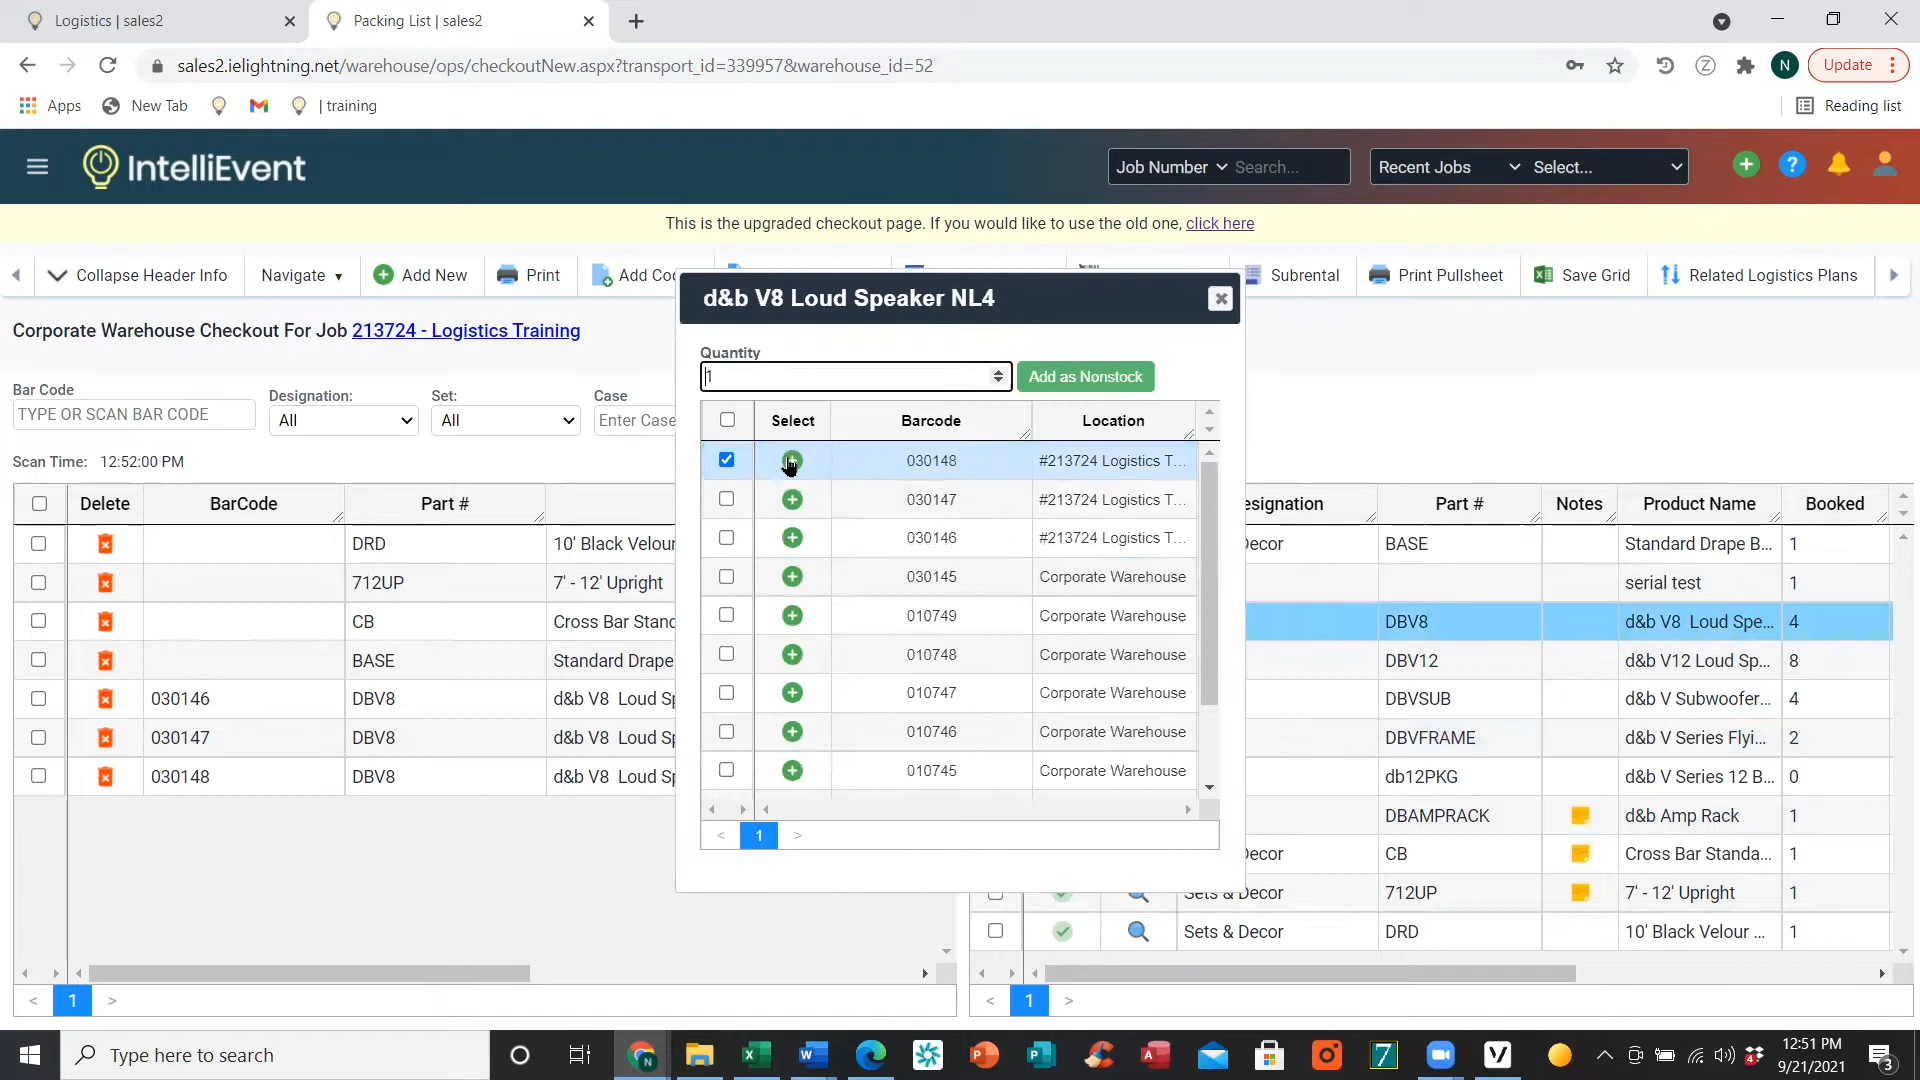 Logistics | sales2
Packing List | sales2
sales2.ielightning.net/warehouse/ops/checkoutNew.aspx?transport_id=339957&warehouse_id=52
N
Update
Apps
New Tab
| training
Reading list
IntelliEvent
Job Number
Search...
Recent Jobs
Select...
This is the upgraded checkout page. If you would like to use the old one, click here
Collapse Header Info
Navigate
Add New
Print
Subrental
Print Pullsheet
Save Grid
Related Logistics Plans
Corporate Warehouse Checkout For Job 213724 - Logistics Training
Bar Code
TYPE OR SCAN BAR CODE
Designation:
All
Set:
All
Case
Enter Case
Scan Time: 12:52:00 PM
Delete BarCode Part #
DRD 10' Black Velour
712UP 7' - 12' Upright
CB Cross Bar Stand
BASE Standard Drape
030146 DBV8 d&b V8 Loud
030147 DBV8 d&b V8 Loud
030148 DBV8 d&b V8 Loud
< 1 >
d&b V8 Loud Speaker NL4
Quantity
1
Add as Nonstock
Select Barcode Location
030148 #213724 Logistics T...
030147 #213724 Logistics T...
030146 #213724 Logistics T...
030145 Corporate Warehouse
010749 Corporate Warehouse
010748 Corporate Warehouse
010747 Corporate Warehouse
010746 Corporate Warehouse
010745 Corporate Warehouse
< 1 >
Part # Notes Product Name Booked
BASE Standard Drape B... 1
serial test 1
DBV8 d&b V8 Loud Spe... 4
DBV12 d&b V12 Loud Sp... 8
DBVSUB d&b V Subwoofer... 4
DBVFRAME d&b V Series Flyi... 2
db12PKG d&b V Series 12 B... 0
DBAMPRACK d&b Amp Rack 1
CB Cross Bar Standa... 1
Sets & Decor 712UP 7' - 12' Upright 1
Sets & Decor DRD 10' Black Velour ... 1
< 1 >
Type here to search
12:51 PM
9/21/2021
3